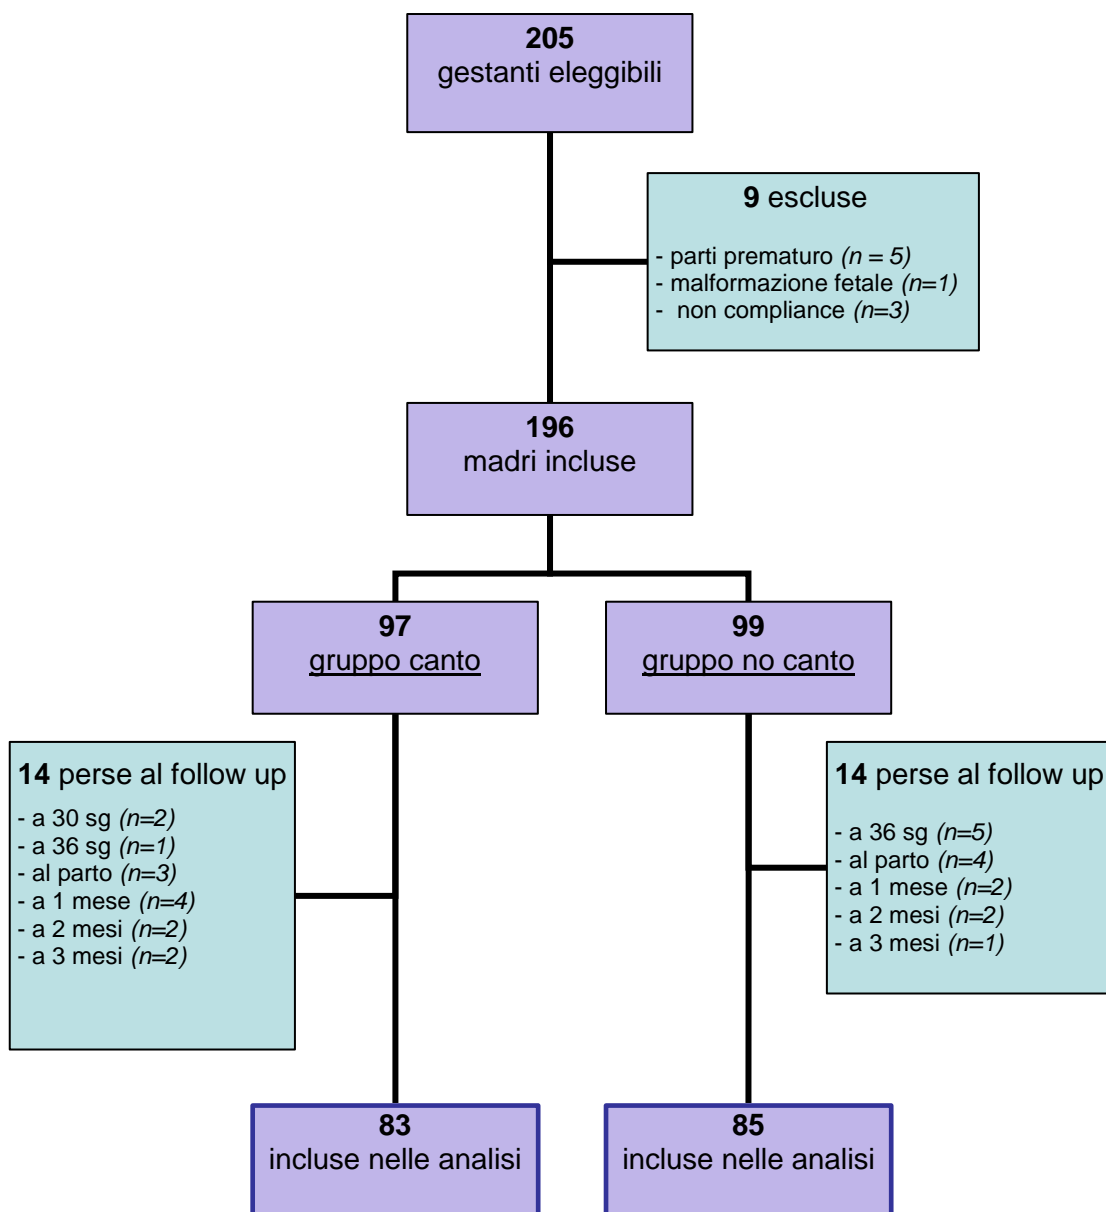 205
gestanti eleggibili
9 escluse
- parti prematuro (n = 5)
- malformazione fetale (n=1)
-  non compliance (n=3)
196
madri incluse
97
gruppo canto
99
gruppo no canto
14 perse al follow up
- a 30 sg (n=2)
- a 36 sg (n=1)
- al parto (n=3)
- a 1 mese (n=4)
- a 2 mesi (n=2)
- a 3 mesi (n=2)
14 perse al follow up
- a 36 sg (n=5)
- al parto (n=4)
- a 1 mese (n=2)
- a 2 mesi (n=2)
- a 3 mesi (n=1)
83
incluse nelle analisi
85
incluse nelle analisi